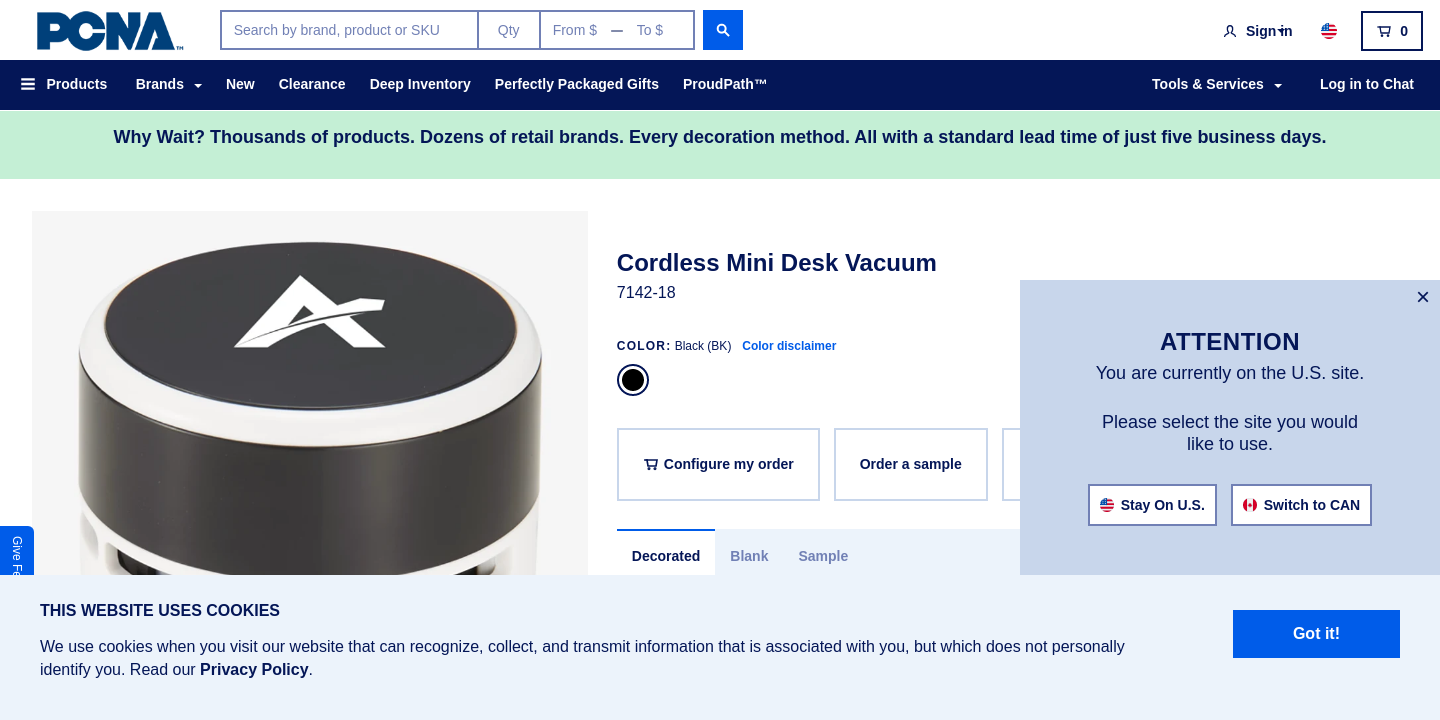 PCNA™
Search by brand, product or SKU
Qty
From $ — To $
Sign In
0
Products
Brands
New
Clearance
Deep Inventory
Perfectly Packaged Gifts
ProudPath™
Tools & Services
Log in to Chat
Why Wait? Thousands of products. Dozens of retail brands. Every decoration method. All with a standard lead time of just five business days.
Cordless Mini Desk Vacuum
7142-18
COLOR: Black (BK) Color disclaimer
Configure my order
Order a sample
Decorated
Blank
Sample
×
ATTENTION
You are currently on the U.S. site.
Please select the site you would
like to use.
Stay On U.S.
Switch to CAN
Give Fe
THIS WEBSITE USES COOKIES
We use cookies when you visit our website that can recognize, collect, and transmit information that is associated with you, but which does not personally
identify you. Read our Privacy Policy.
Got it!